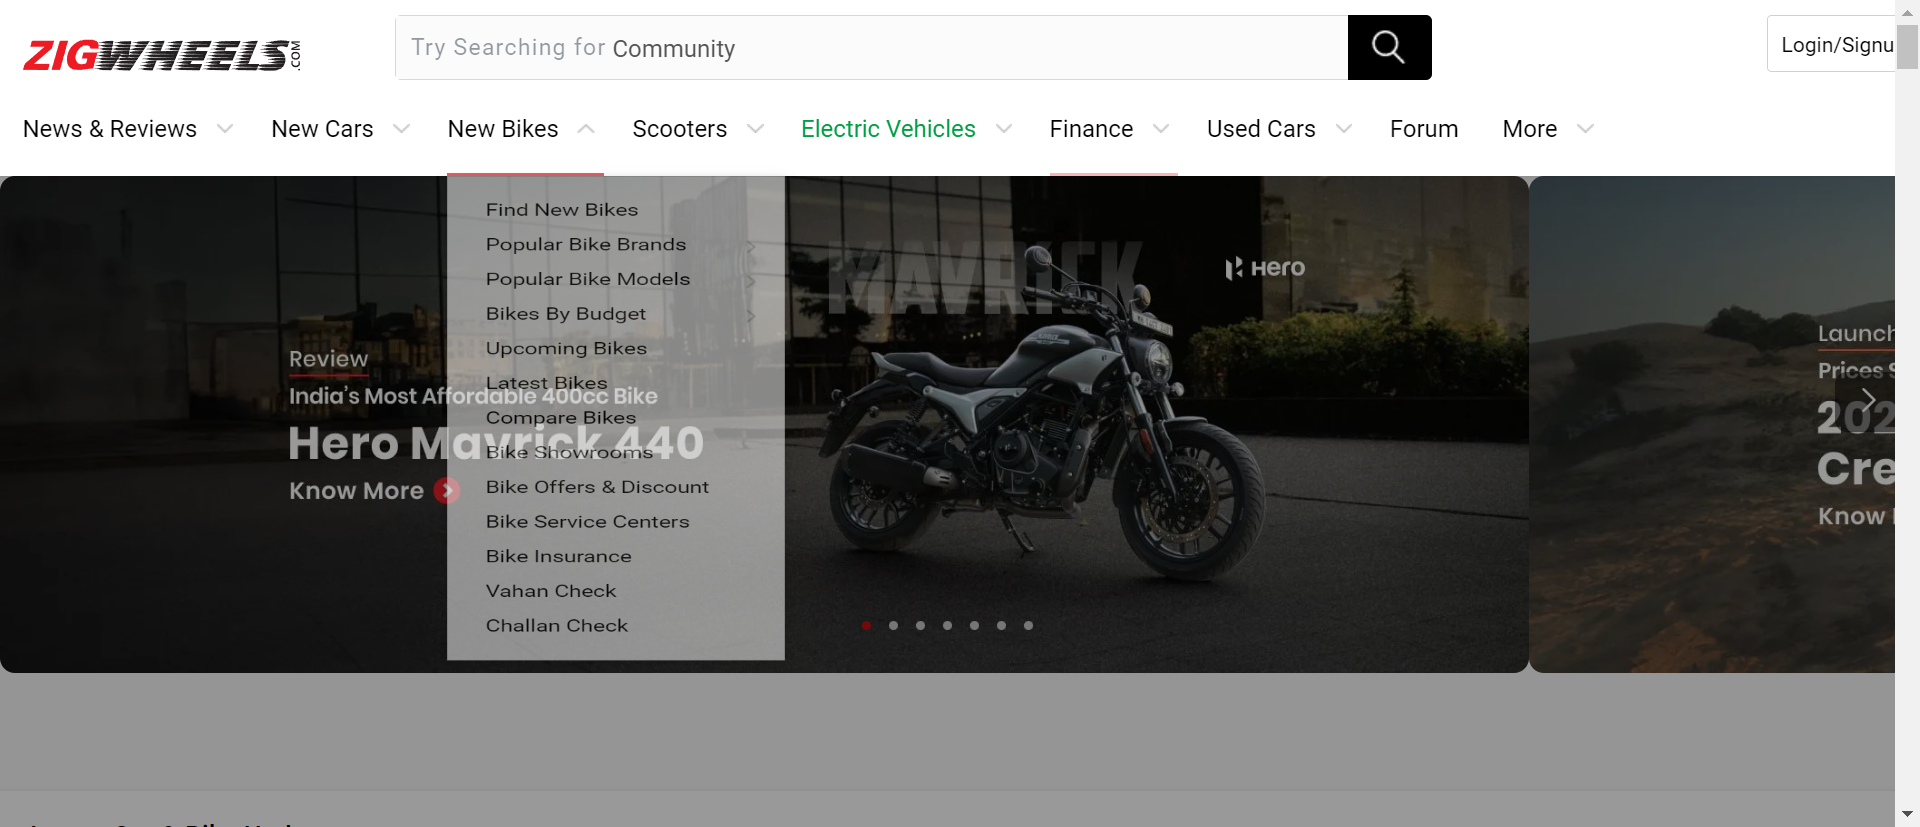 ZIGWHEELS.COM
Try Searching for Community
Login/Signu
News & Reviews
New Cars
New Bikes
Scooters
Electric Vehicles
Finance
Used Cars
Forum
More
Find New Bikes
Popular Bike Brands
Popular Bike Models
Bikes By Budget
Upcoming Bikes
Latest Bikes
Compare Bikes
Bike Showrooms
Bike Offers & Discount
Bike Service Centers
Bike Insurance
Vahan Check
Challan Check
Review
India's Most Affordable 400cc Bike
Hero Mavrick 440
Know More
MAVRICK
Hero
Launch
Prices S
202
Cre
Know